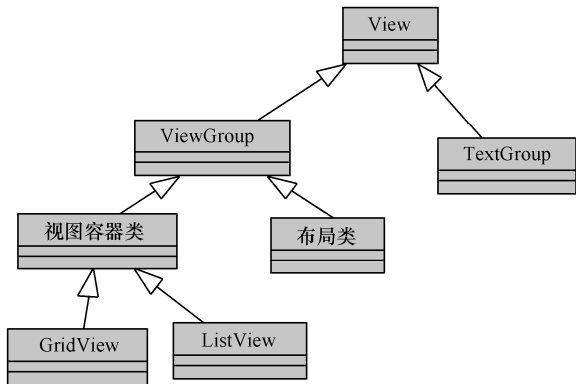 View
ViewGroup
TextGroup
视图容器类
布局类
GridView
ListView